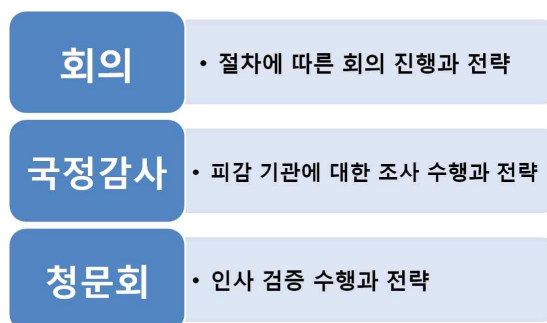 회의
• 절차에 따른 회의 진행과 전략
국정감사
• 피감 기관에 대한 조사 수행과 전략
청문회
• 인사 검증 수행과 전략